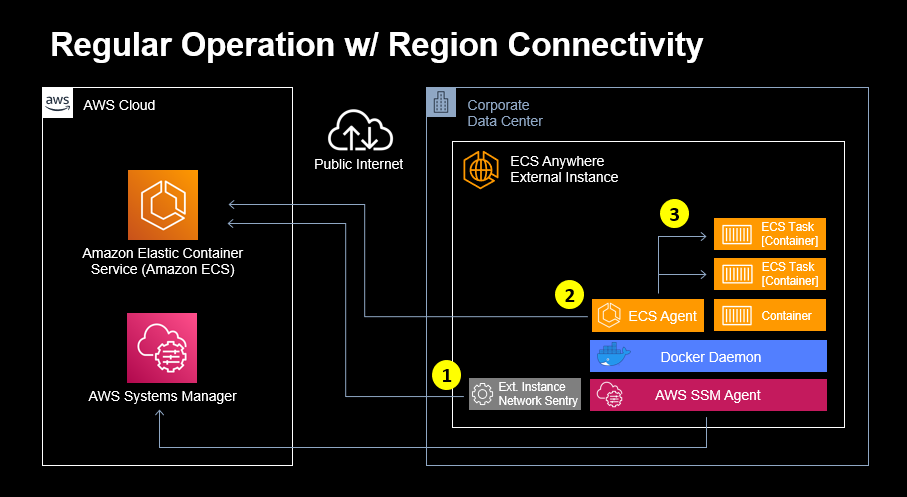 Regular Operation w/ Region Connectivity
aws
AWS Cloud
Public Internet
Corporate
Data Center
ECS Anywhere
External Instance
3
ECS Task
[Container]
ECS Task
[Container]
Amazon Elastic Container
Service (Amazon ECS)
2
ECS Agent
Container
Docker Daemon
1
Ext. Instance
Network Sentry
AWS SSM Agent
AWS Systems Manager